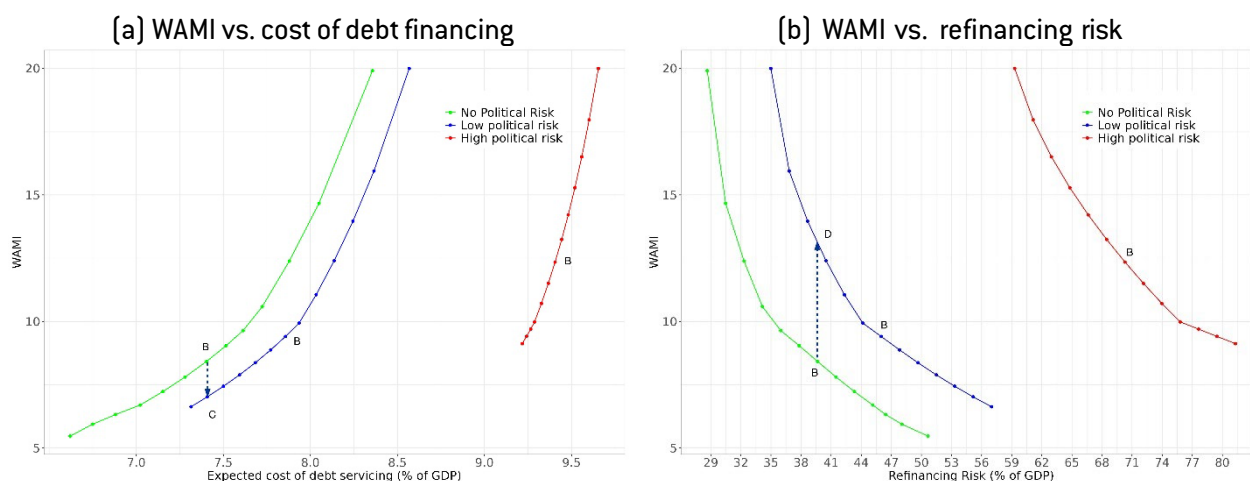 (a) WAMI vs. cost of debt financing
20
15
10
5
WAMI
No Political Risk
Low political risk
High political risk
B
B
B
C
7.0 7.5 8.0 8.5 9.0 9.5
Expected cost of debt servicing (% of GDP)
(b) WAMI vs. refinancing risk
20
15
10
5
WAMI
No Political Risk
Low political risk
High political risk
D
B
B
B
29 32 35 38 41 44 47 50 53 56 59 62 65 68 71 74 77 80
Refinancing Risk (% of GDP)